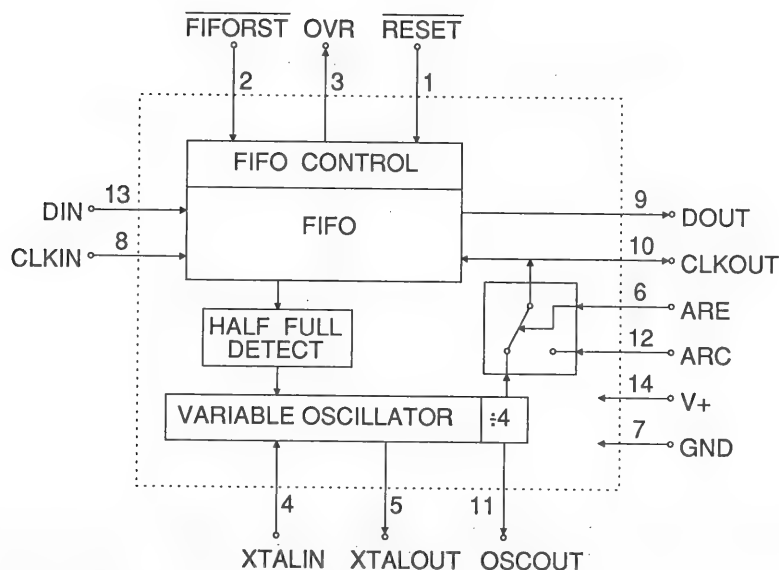 FIFORST OVR RESET
2 3 1
FIFO CONTROL
FIFO
DIN 13
CLKIN 8
9 DOUT
10 CLKOUT
6 ARE
12 ARC
14 V+
7 GND
HALF FULL
DETECT
VARIABLE OSCILLATOR ÷4
4 5 11
XTALIN XTALOUT OSCOUT